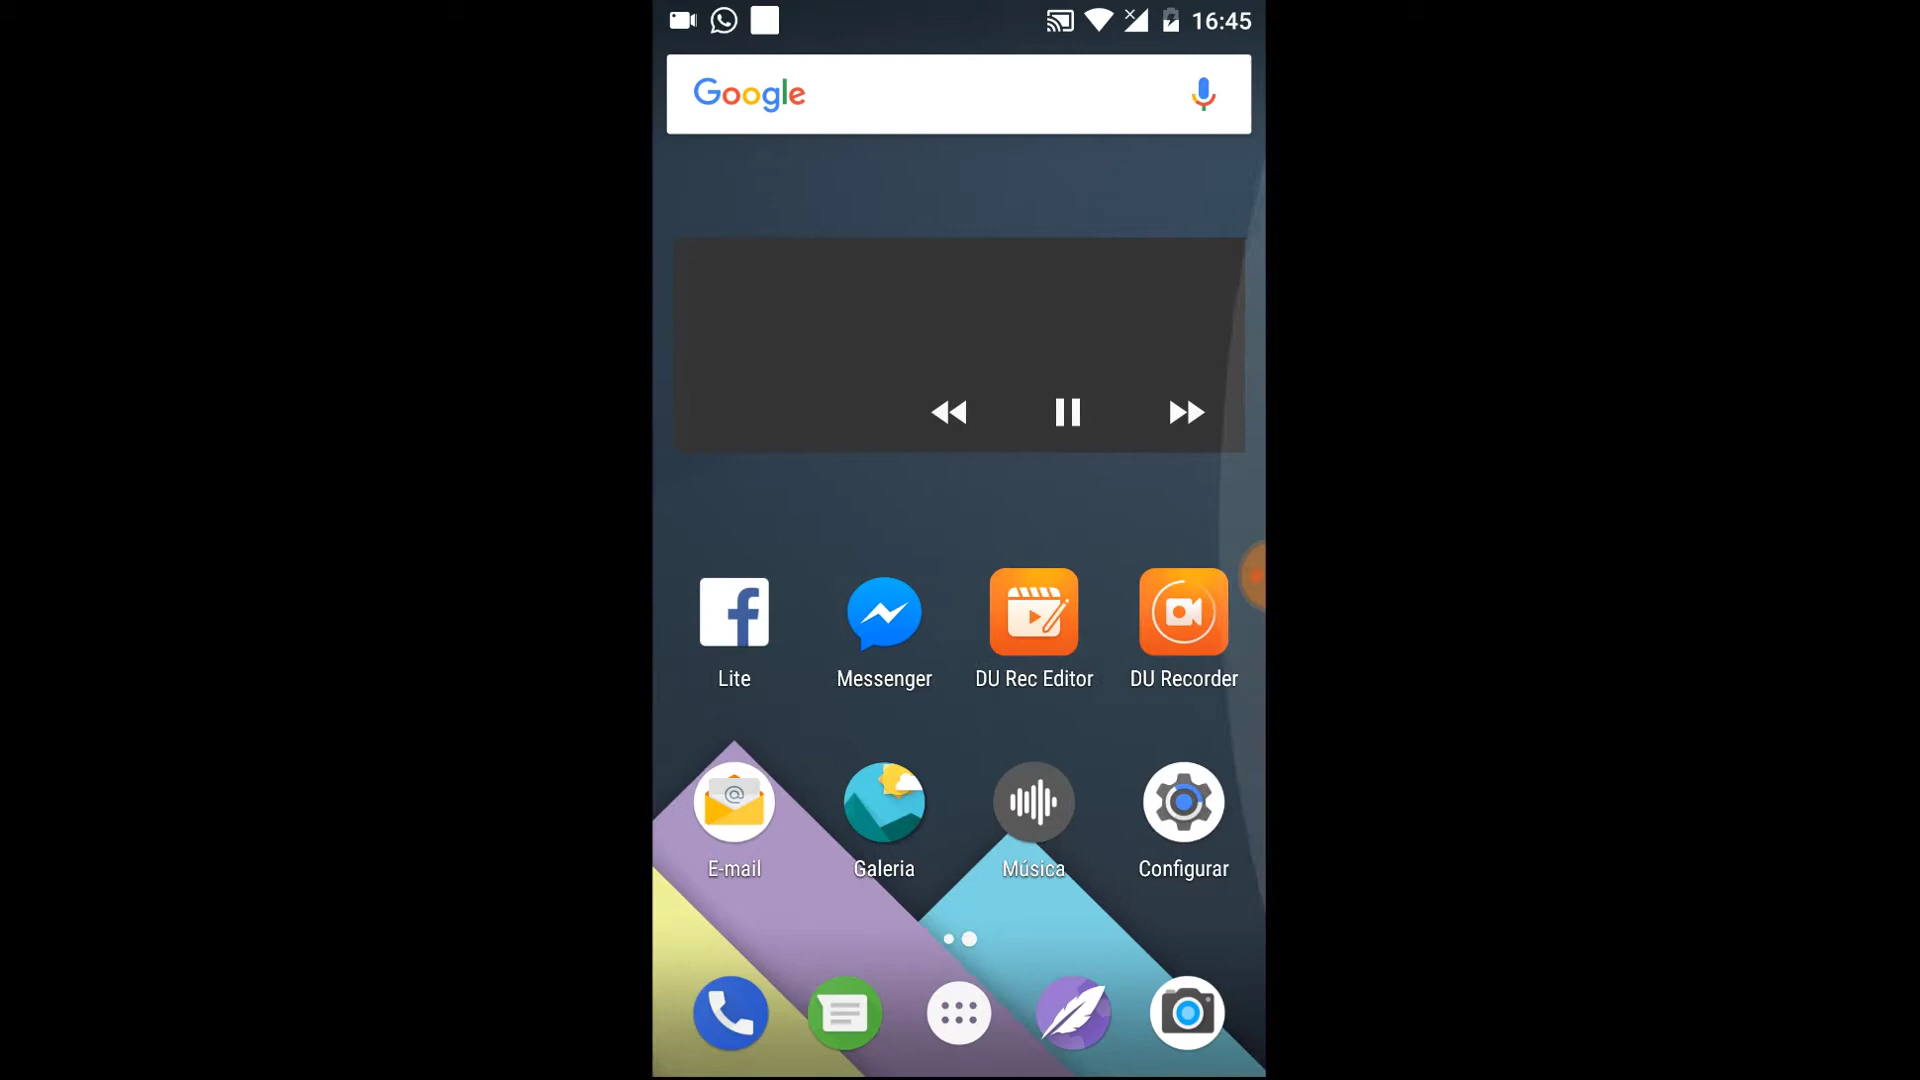 16:45
Google
Lite
Messenger
DU Rec Editor
DU Recorder
@
E-mail
Galeria
Música
Configurar